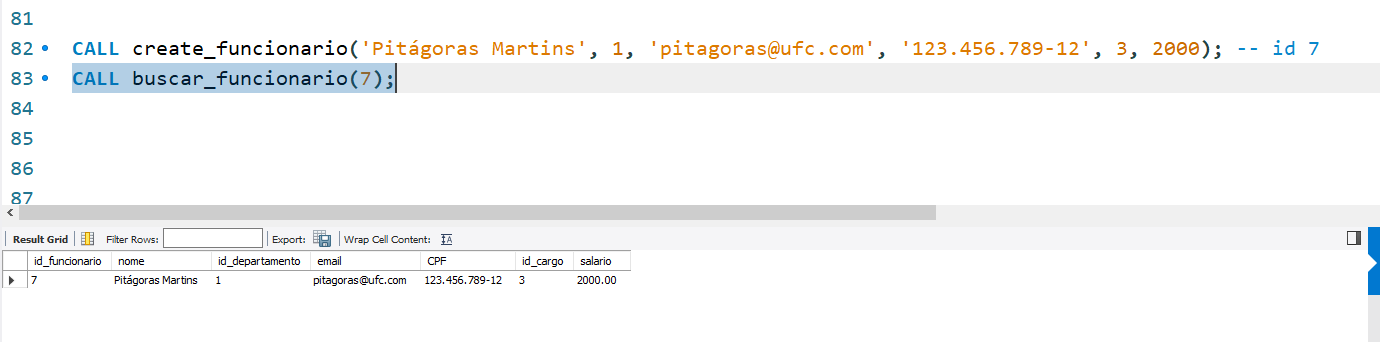 81
82 CALL create_funcionario('Pitágoras Martins', 1, 'pitagoras@ufc.com', '123.456.789-12', 3, 2000); -- id 7
83 CALL buscar_funcionario(7);
84
85
86
87
Result Grid Filter Rows: Export: Wrap Cell Content: IA
id_funcionario nome id_departamento email CPF id_cargo salario
7 Pitágoras Martins 1 pitagoras@ufc.com 123.456.789-12 3 2000.00